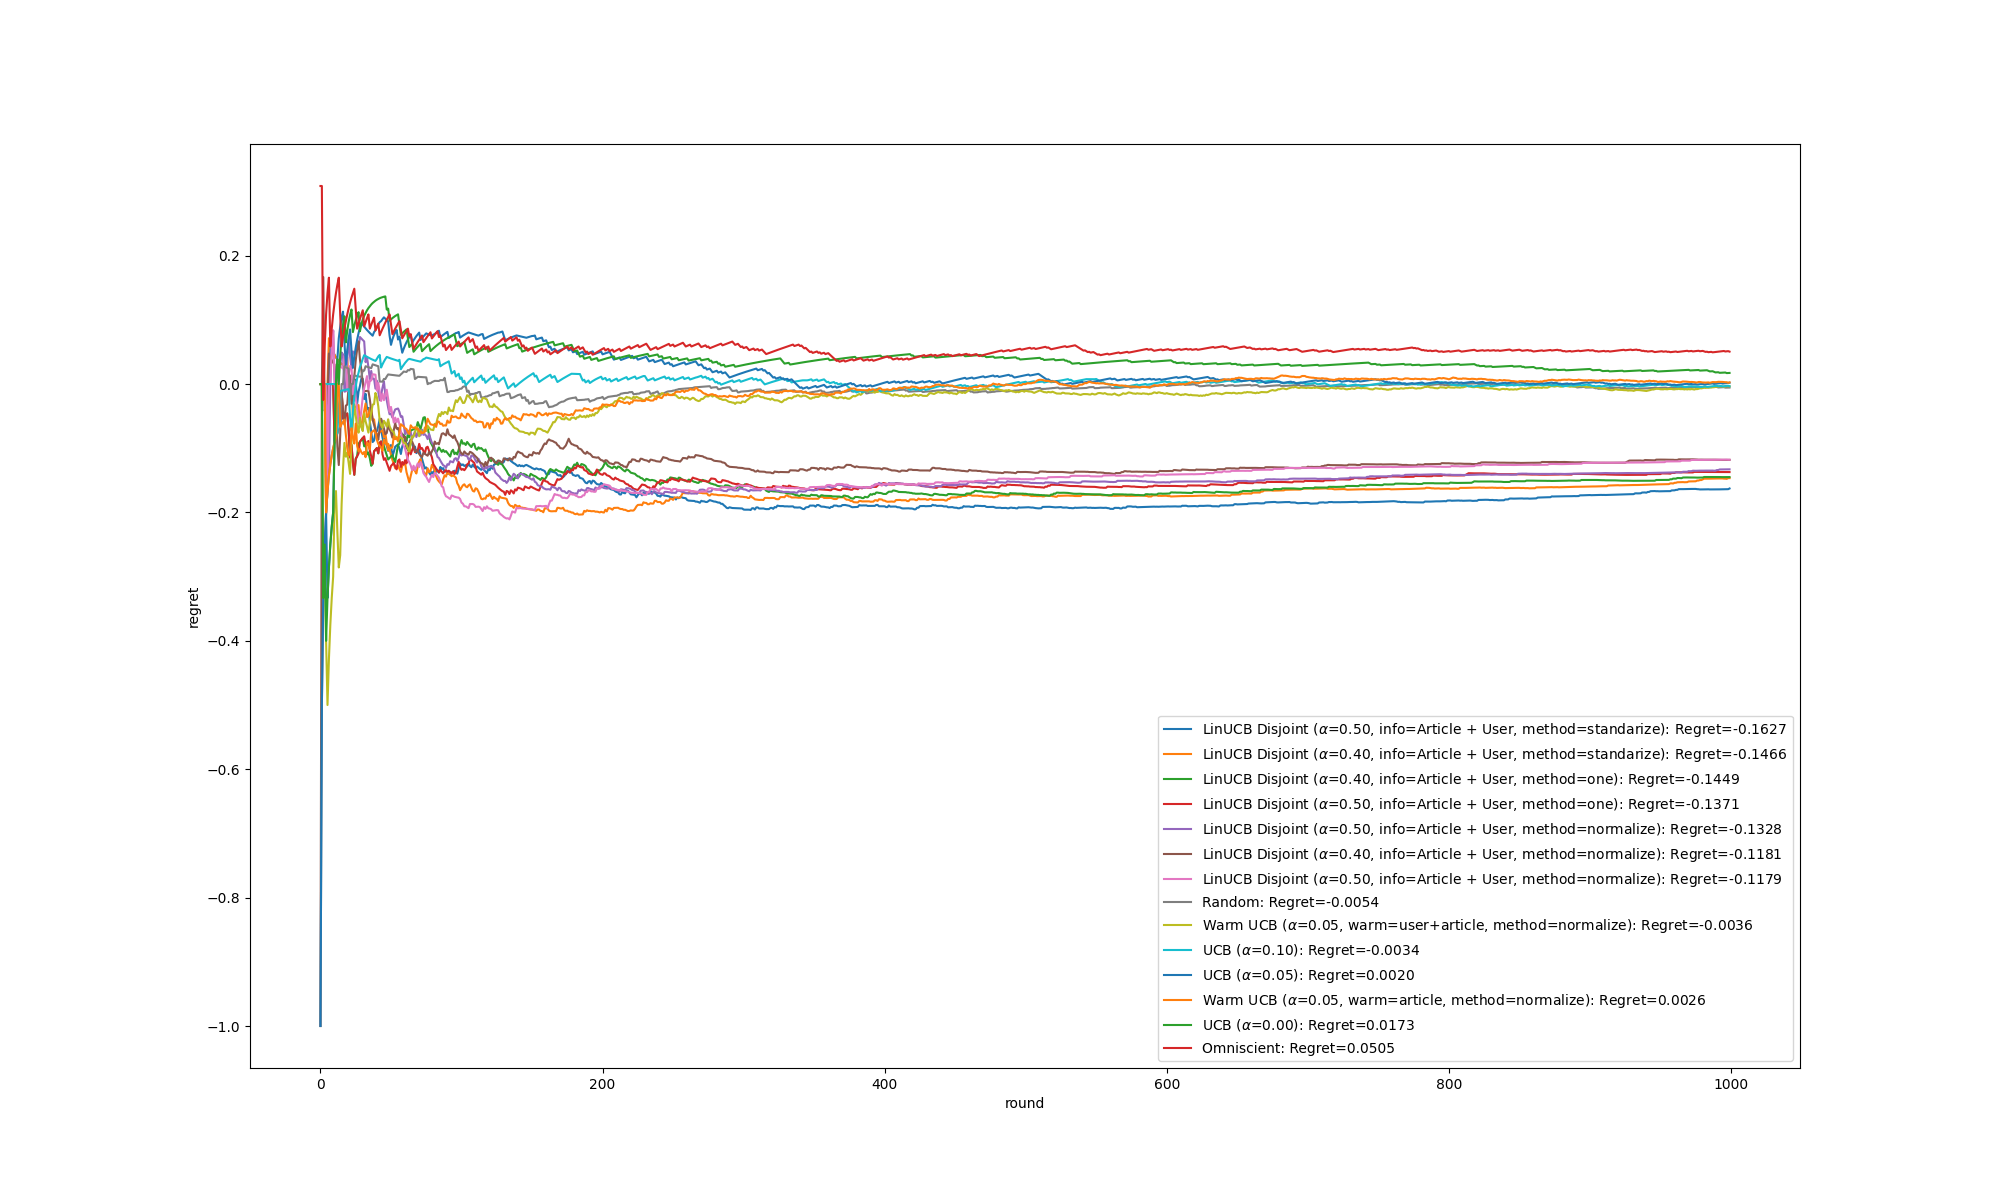 0.2
0.0
−0.2
−0.4
−0.6
−0.8
−1.0
regret
0
200
400
600
800
1000
round
LinUCB Disjoint (α=0.50, info=Article + User, method=standarize): Regret=-0.1627
LinUCB Disjoint (α=0.40, info=Article + User, method=standarize): Regret=-0.1466
LinUCB Disjoint (α=0.40, info=Article + User, method=one): Regret=-0.1449
LinUCB Disjoint (α=0.50, info=Article + User, method=one): Regret=-0.1371
LinUCB Disjoint (α=0.50, info=Article + User, method=normalize): Regret=-0.1328
LinUCB Disjoint (α=0.40, info=Article + User, method=normalize): Regret=-0.1181
LinUCB Disjoint (α=0.50, info=Article + User, method=normalize): Regret=-0.1179
Random: Regret=-0.0054
Warm UCB (α=0.05, warm=user+article, method=normalize): Regret=-0.0036
UCB (α=0.10): Regret=-0.0034
UCB (α=0.05): Regret=0.0020
Warm UCB (α=0.05, warm=article, method=normalize): Regret=0.0026
UCB (α=0.00): Regret=0.0173
Omniscient: Regret=0.0505